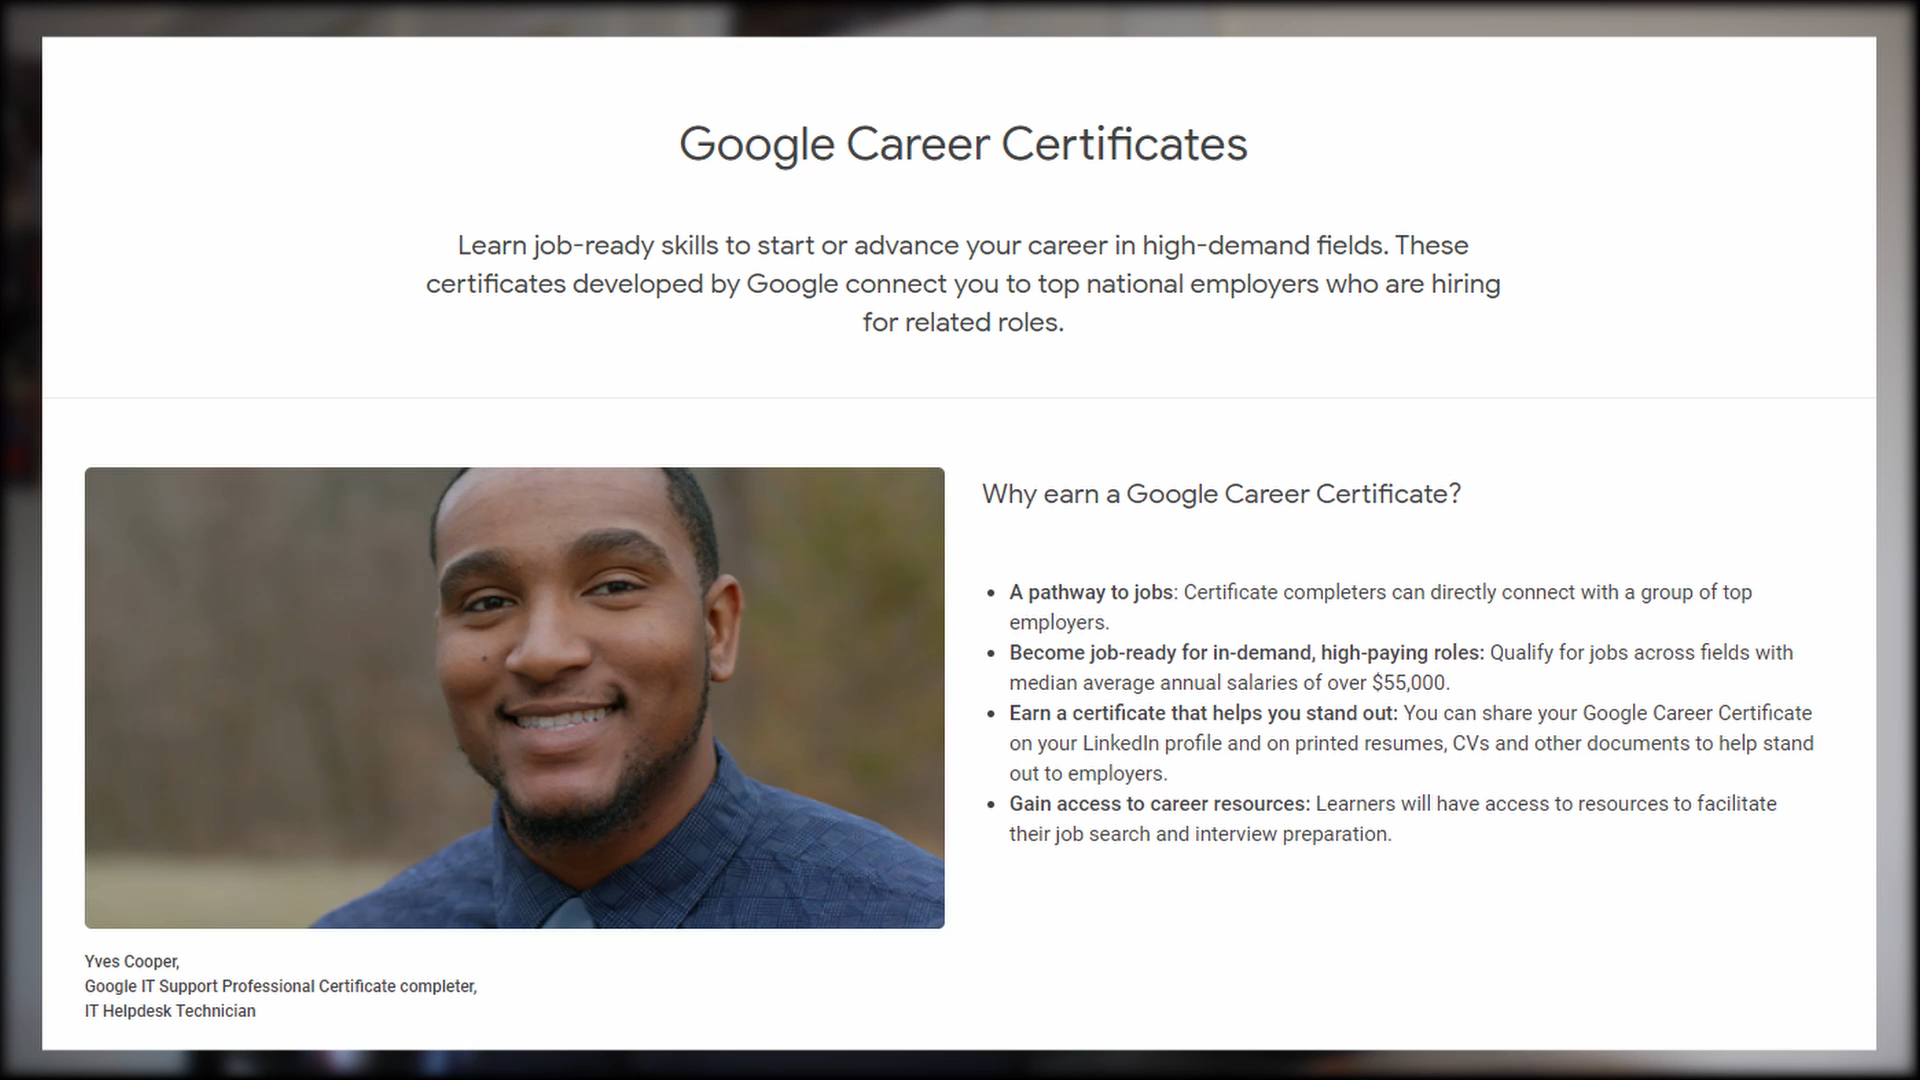 Google Career Certificates
Learn job-ready skills to start or advance your career in high-demand fields. These
certificates developed by Google connect you to top national employers who are hiring
for related roles.
Why earn a Google Career Certificate?
• A pathway to jobs: Certificate completers can directly connect with a group of top
employers.
• Become job-ready for in-demand, high-paying roles: Qualify for jobs across fields with
median average annual salaries of over $55,000.
• Earn a certificate that helps you stand out: You can share your Google Career Certificate
on your LinkedIn profile and on printed resumes, CVs and other documents to help stand
out to employers.
• Gain access to career resources: Learners will have access to resources to facilitate
their job search and interview preparation.
Yves Cooper,
Google IT Support Professional Certificate completer,
IT Helpdesk Technician